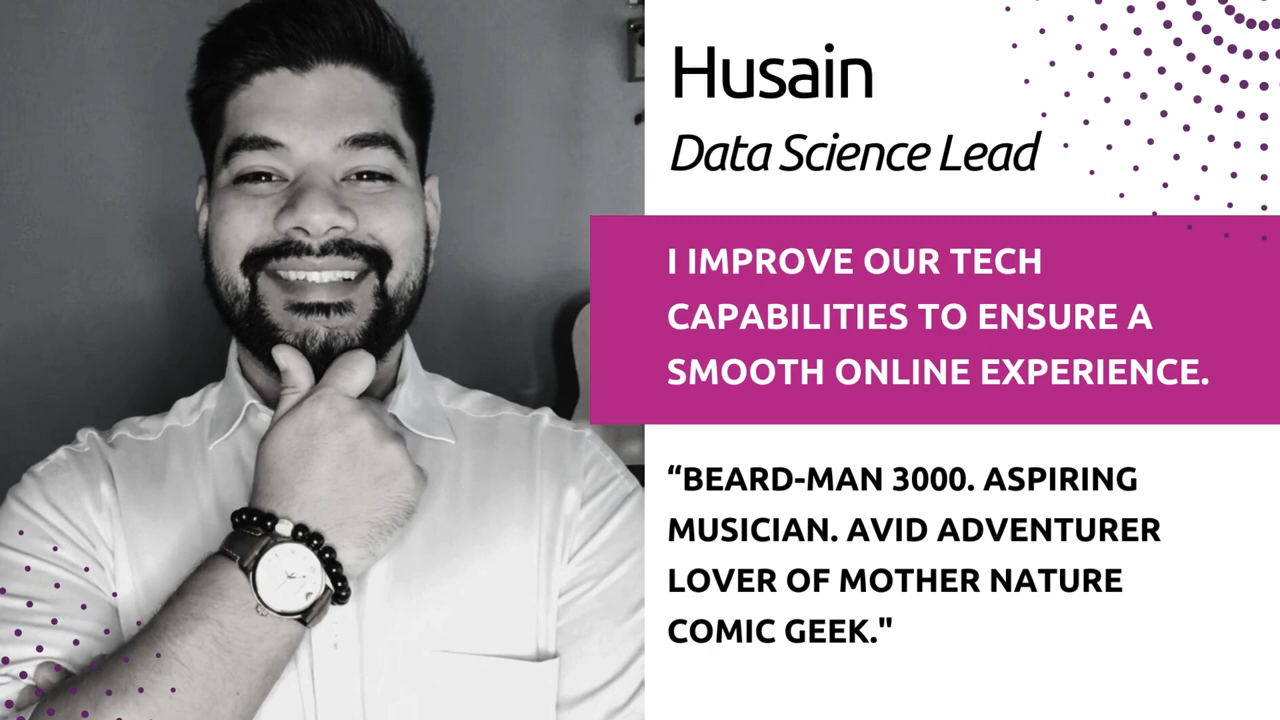 Husain
Data Science Lead
I IMPROVE OUR TECH
CAPABILITIES TO ENSURE A
SMOOTH ONLINE EXPERIENCE.
“BEARD-MAN 3000. ASPIRING
MUSICIAN. AVID ADVENTURER
LOVER OF MOTHER NATURE
COMIC GEEK."